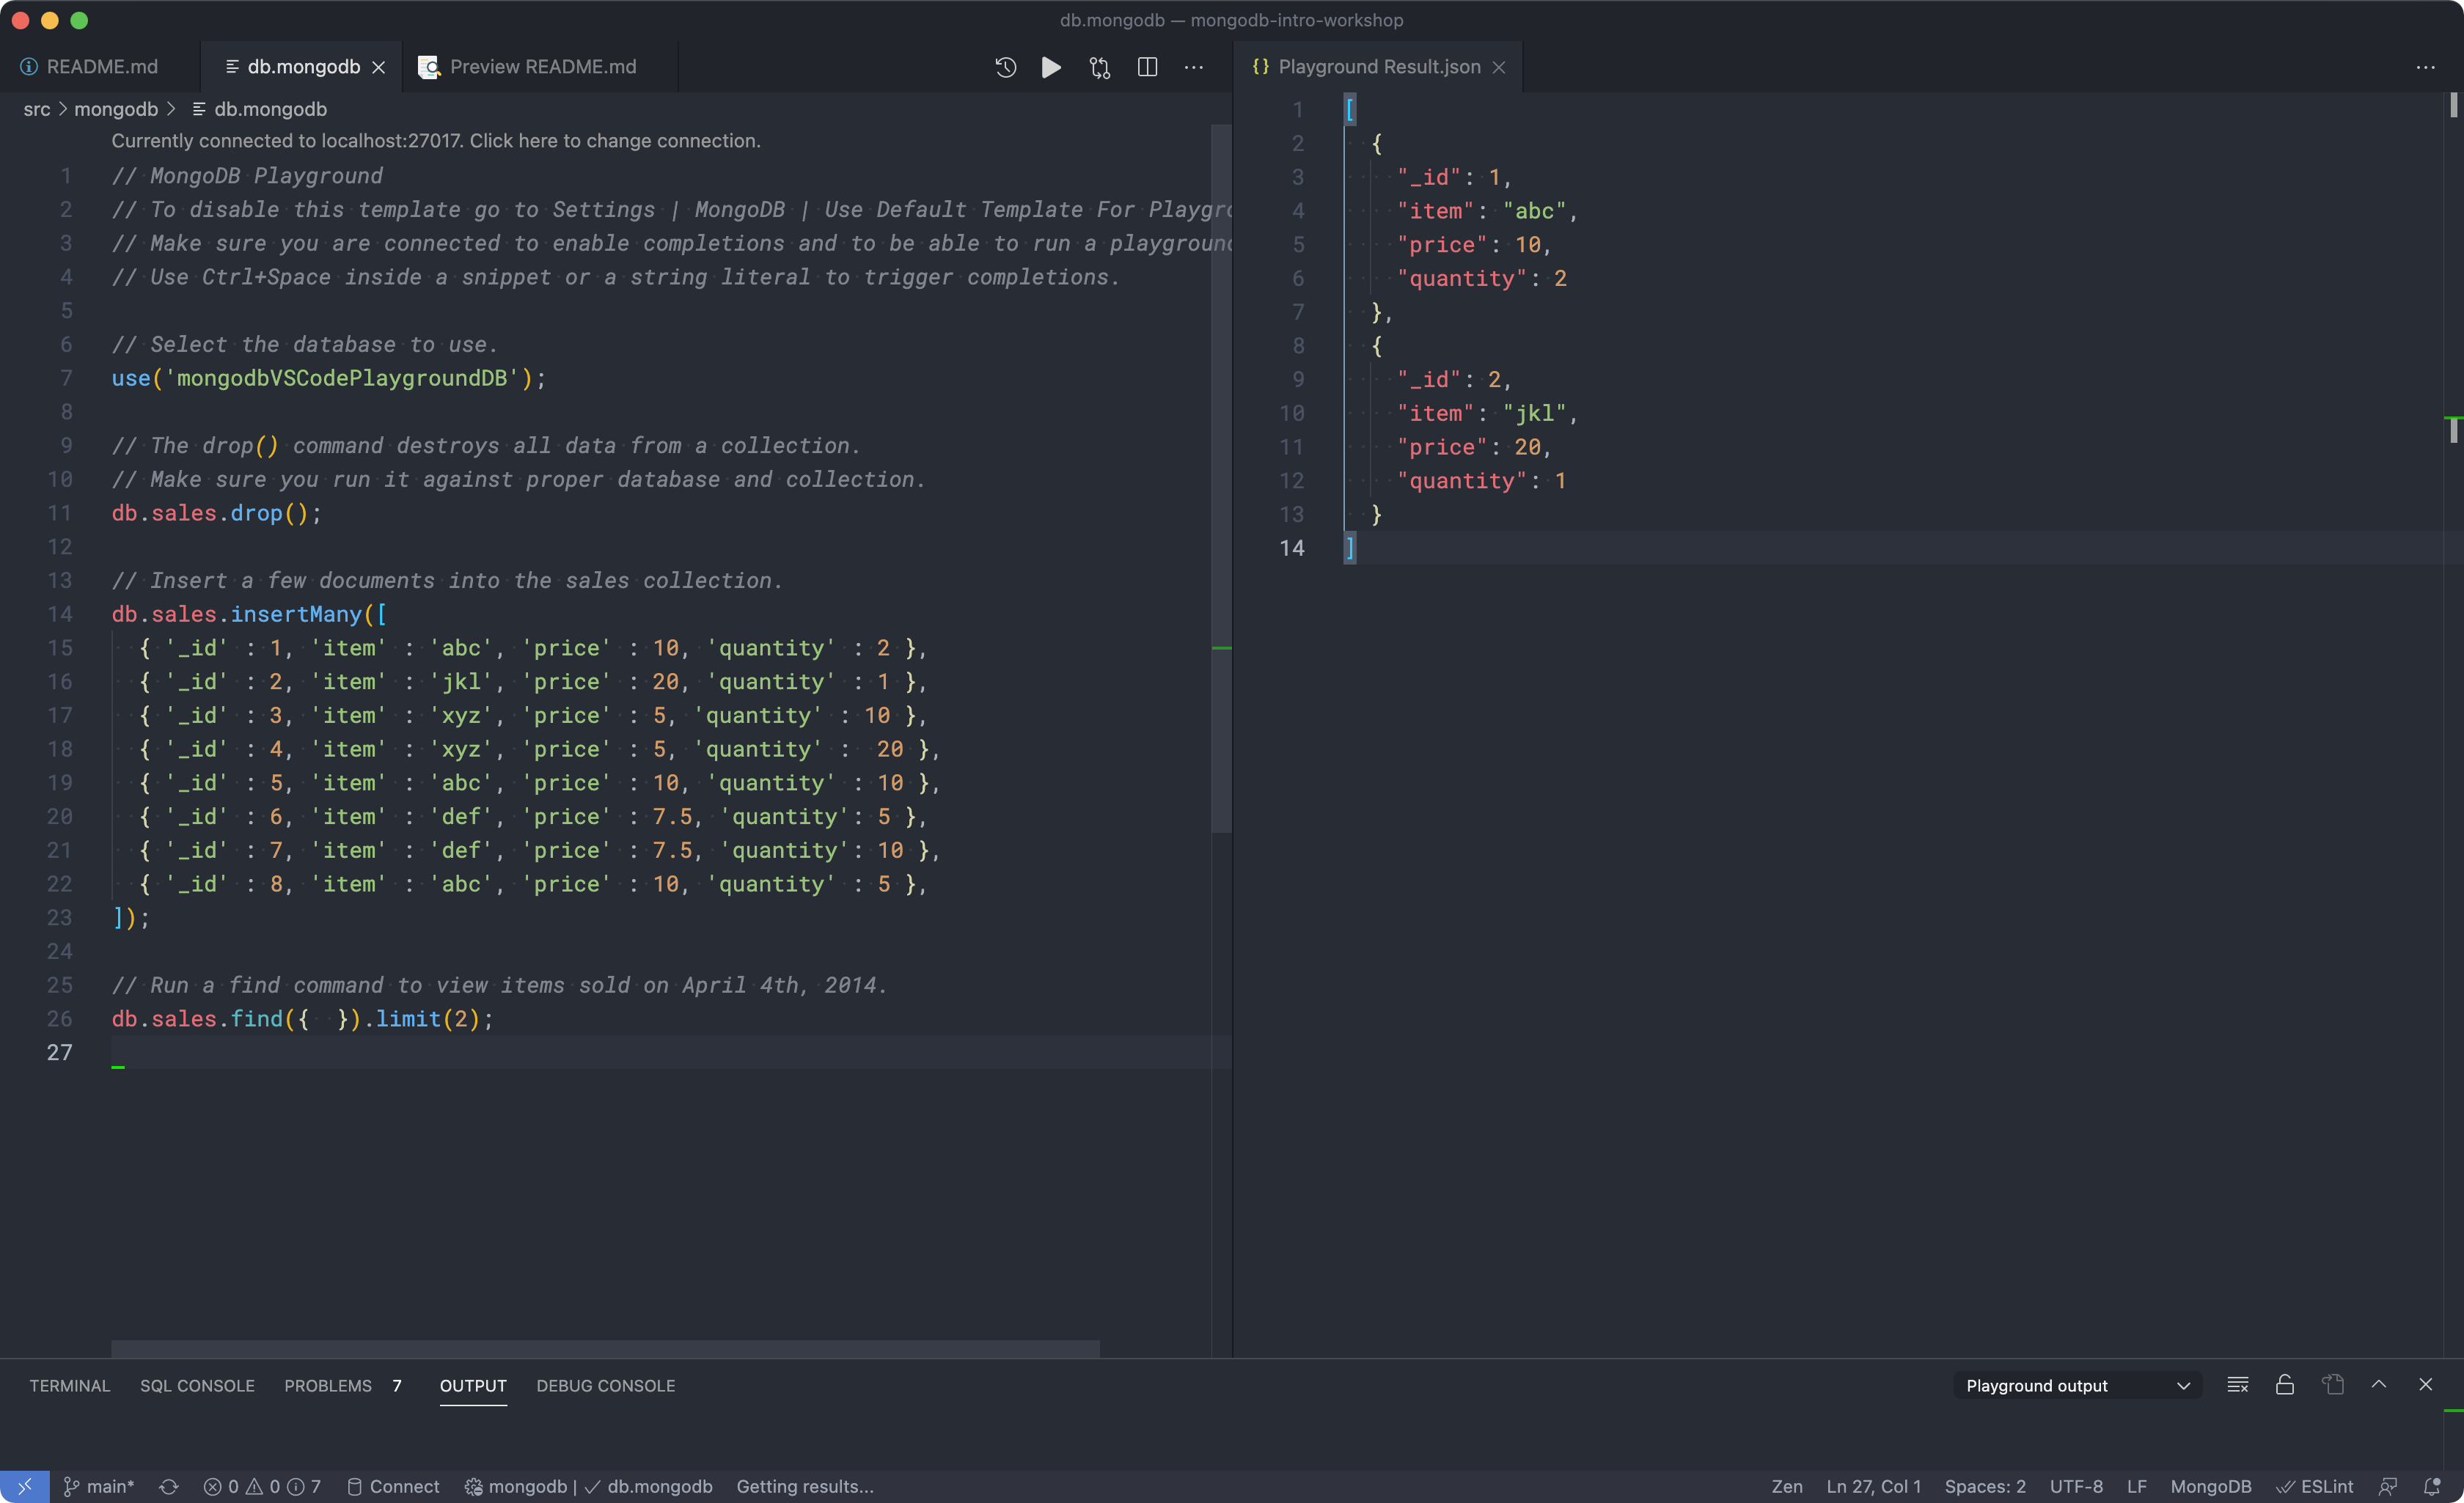 db.mongodb — mongodb-intro-workshop
README.md
db.mongodb
Preview README.md
{} Playground Result.json
src > mongodb > db.mongodb
Currently connected to localhost:27017. Click here to change connection.
1 // MongoDB Playground
2 // To disable this template go to Settings | MongoDB | Use Default Template For Playgro
3 // Make sure you are connected to enable completions and to be able to run a playground
4 // Use Ctrl+Space inside a snippet or a string literal to trigger completions.
5
6 // Select the database to use.
7 use('mongodbVSCodePlaygroundDB');
8
9 // The drop() command destroys all data from a collection.
10 // Make sure you run it against proper database and collection.
11 db.sales.drop();
12
13 // Insert a few documents into the sales collection.
14 db.sales.insertMany([
15 { '_id' : 1, 'item' : 'abc', 'price' : 10, 'quantity' : 2 },
16 { '_id' : 2, 'item' : 'jkl', 'price' : 20, 'quantity' : 1 },
17 { '_id' : 3, 'item' : 'xyz', 'price' : 5, 'quantity' : 10 },
18 { '_id' : 4, 'item' : 'xyz', 'price' : 5, 'quantity' :  20 },
19 { '_id' : 5, 'item' : 'abc', 'price' : 10, 'quantity' : 10 },
20 { '_id' : 6, 'item' : 'def', 'price' : 7.5, 'quantity': 5 },
21 { '_id' : 7, 'item' : 'def', 'price' : 7.5, 'quantity': 10 },
22 { '_id' : 8, 'item' : 'abc', 'price' : 10, 'quantity' : 5 },
23 ]);
24
25 // Run a find command to view items sold on April 4th, 2014.
26 db.sales.find({  }).limit(2);
27
1 [
2 {
3 "_id": 1,
4 "item": "abc",
5 "price": 10,
6 "quantity": 2
7 },
8 {
9 "_id": 2,
10 "item": "jkl",
11 "price": 20,
12 "quantity": 1
13 }
14 ]
TERMINAL SQL CONSOLE PROBLEMS 7 OUTPUT DEBUG CONSOLE
Playground output
main* 0 0 7 Connect mongodb | ✓ db.mongodb Getting results...
Zen Ln 27, Col 1 Spaces: 2 UTF-8 LF MongoDB ESLint